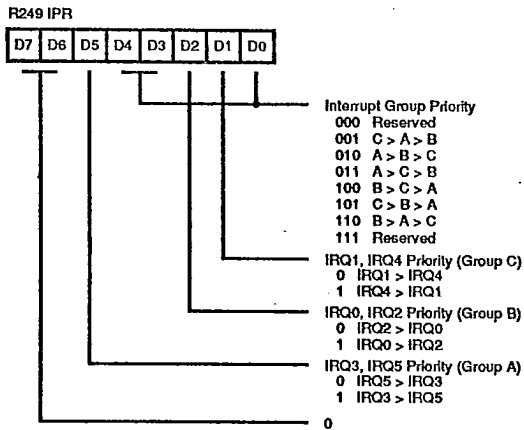 R249 IPR
D7 D6 D5 D4 D3 D2 D1 D0
Interrupt Group Priority
000 Reserved
001 C > A > B
010 A > B > C
011 A > C > B
100 B > C > A
101 C > B > A
110 B > A > C
111 Reserved
IRQ1, IRQ4 Priority (Group C)
0 IRQ1 > IRQ4
1 IRQ4 > IRQ1
IRQ0, IRQ2 Priority (Group B)
0 IRQ2 > IRQ0
1 IRQ0 > IRQ2
IRQ3, IRQ5 Priority (Group A)
0 IRQ5 > IRQ3
1 IRQ3 > IRQ5
0